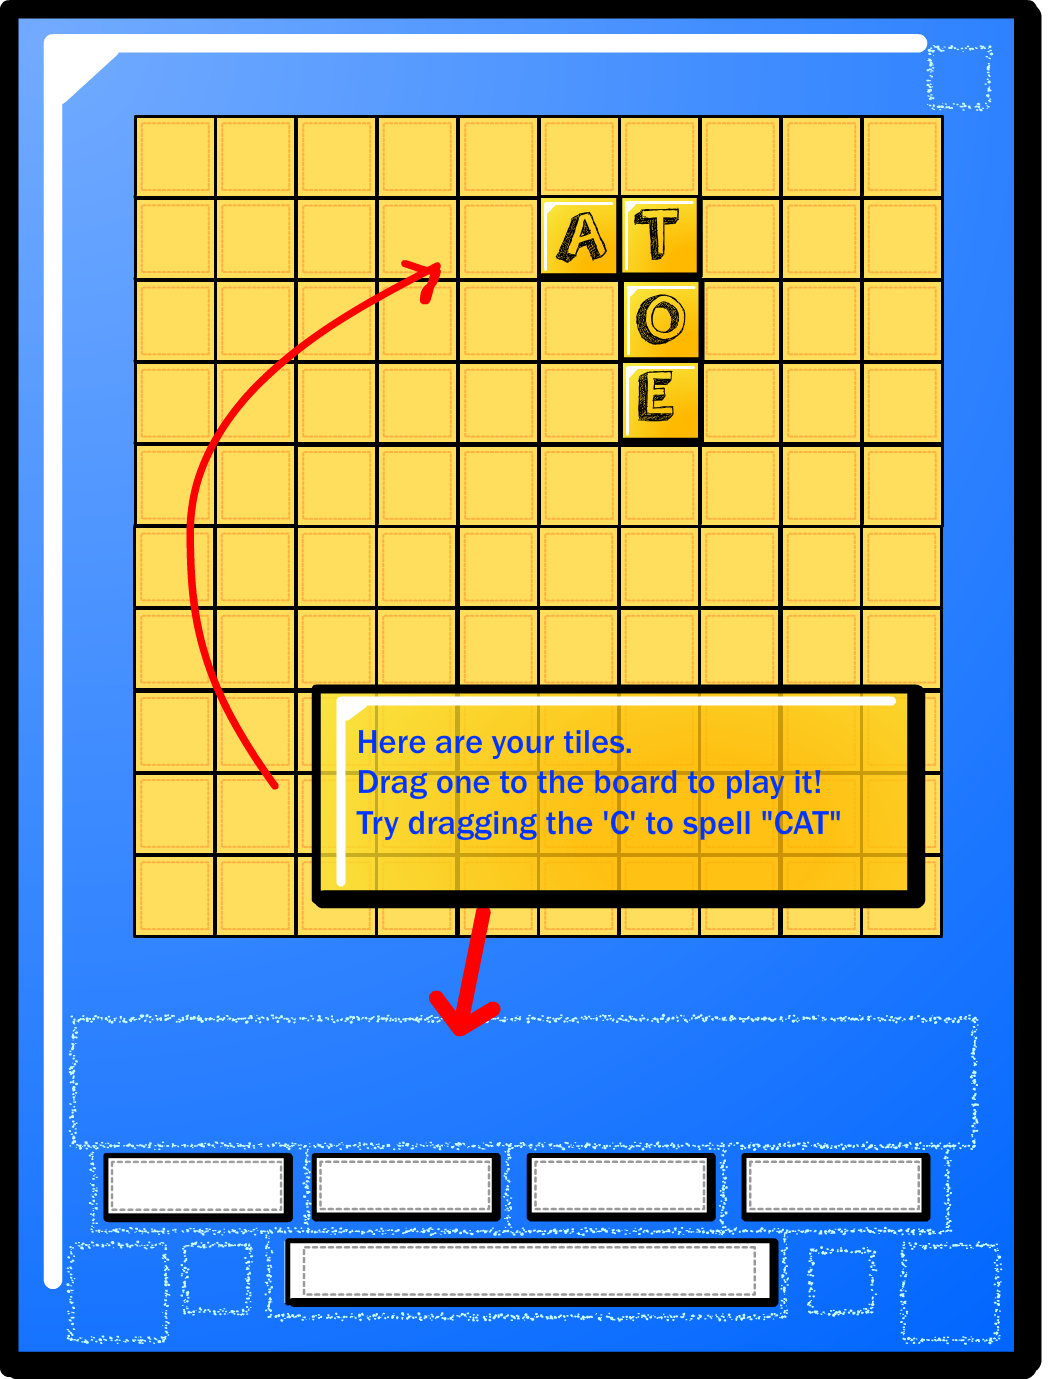 A T
O
E
Here are your tiles.
Drag one to the board to play it!
Try dragging the 'C' to spell "CAT"